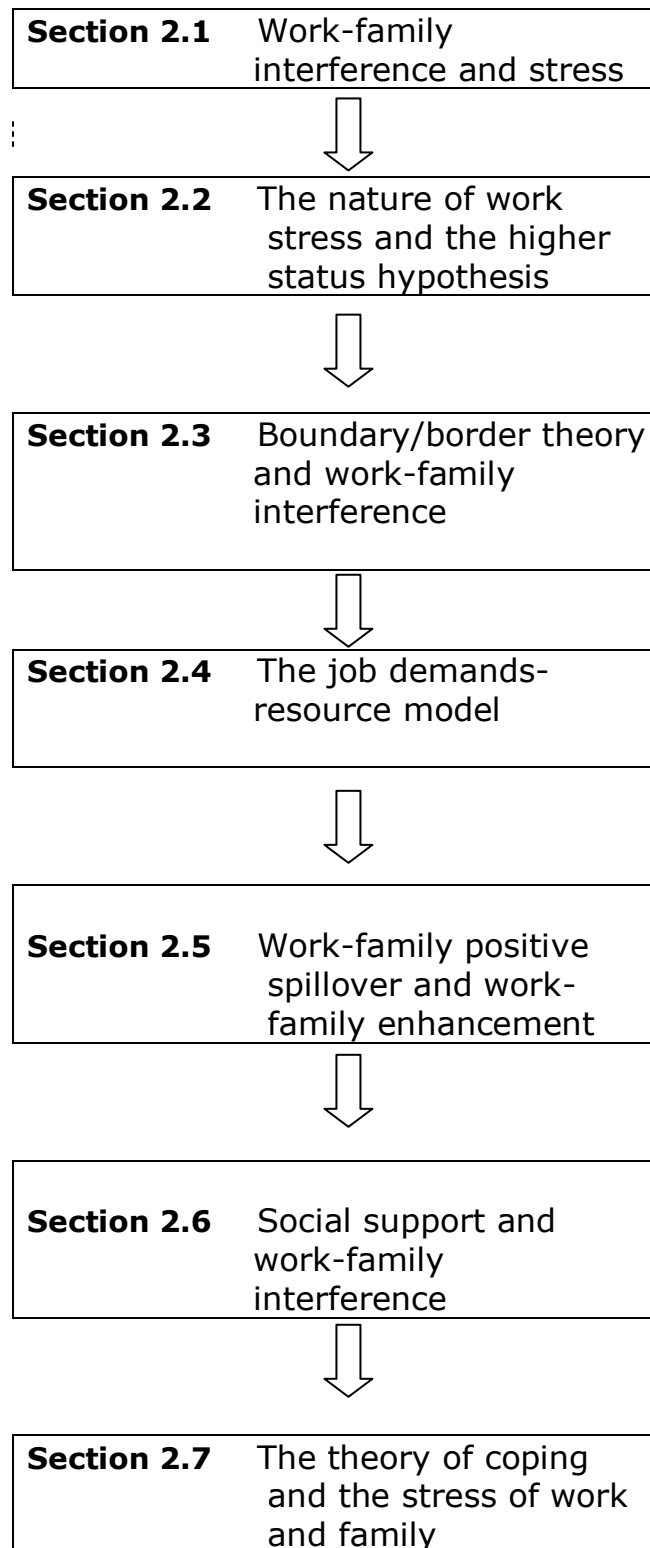 Section 2.1 Work-family
interference and stress
Section 2.2 The nature of work
stress and the higher
status hypothesis
Section 2.3 Boundary/border theory
and work-family
interference
Section 2.4 The job demands-
resource model
Section 2.5 Work-family positive
spillover and work-
family enhancement
Section 2.6 Social support and
work-family
interference
Section 2.7 The theory of coping
and the stress of work
and family